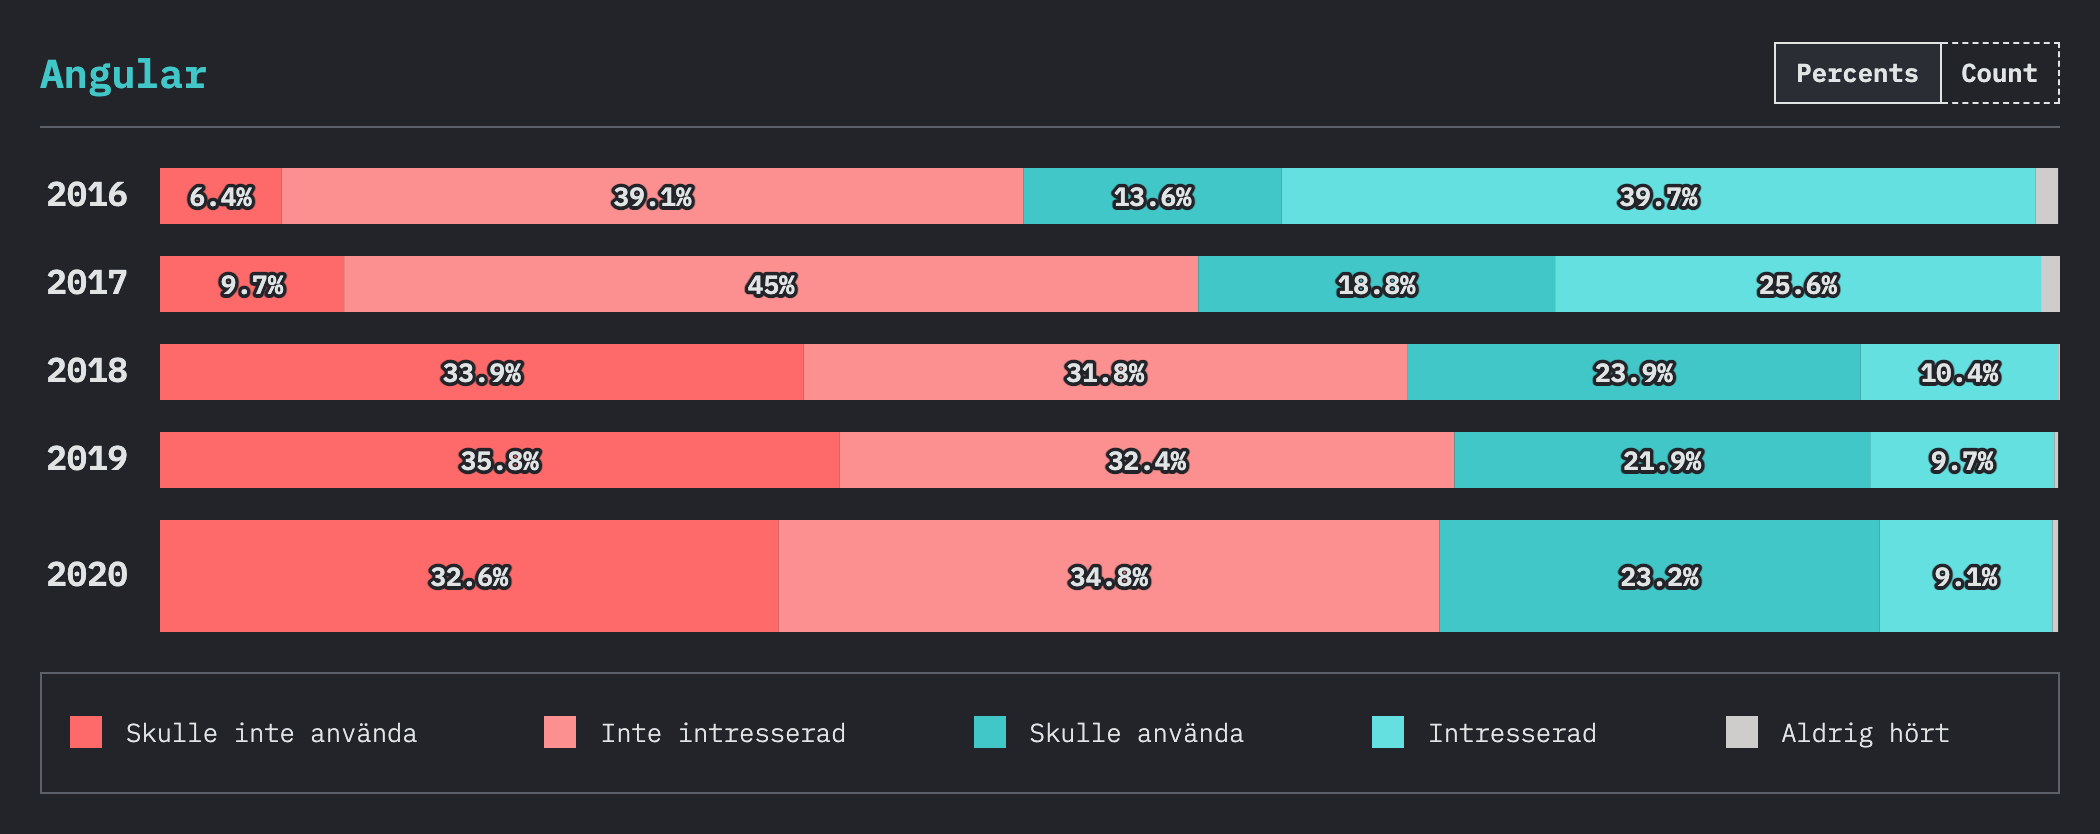 Angular
Percents Count
2016 6.4% 39.1% 13.6% 39.7%
2017 9.7% 45% 18.8% 25.6%
2018 33.9% 31.8% 23.9% 10.4%
2019 35.8% 32.4% 21.9% 9.7%
2020 32.6% 34.8% 23.2% 9.1%
Skulle inte använda Inte intresserad Skulle använda Intresserad Aldrig hört